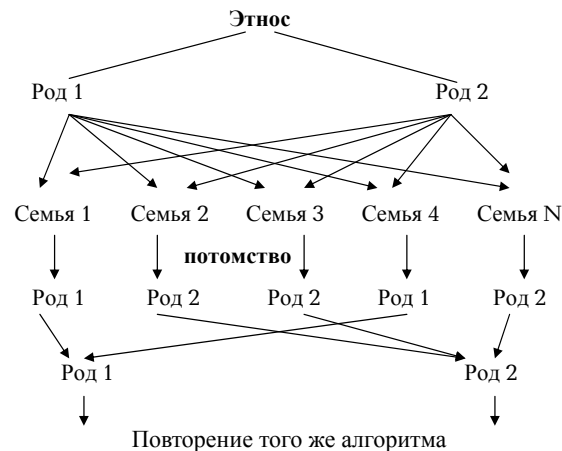 Этнос
Род 1 Род 2
Семья 1 Семья 2 Семья 3 Семья 4 Семья N
потомство
Род 1 Род 2 Род 2 Род 1 Род 2
Род 1 Род 2
Повторение того же алгоритма